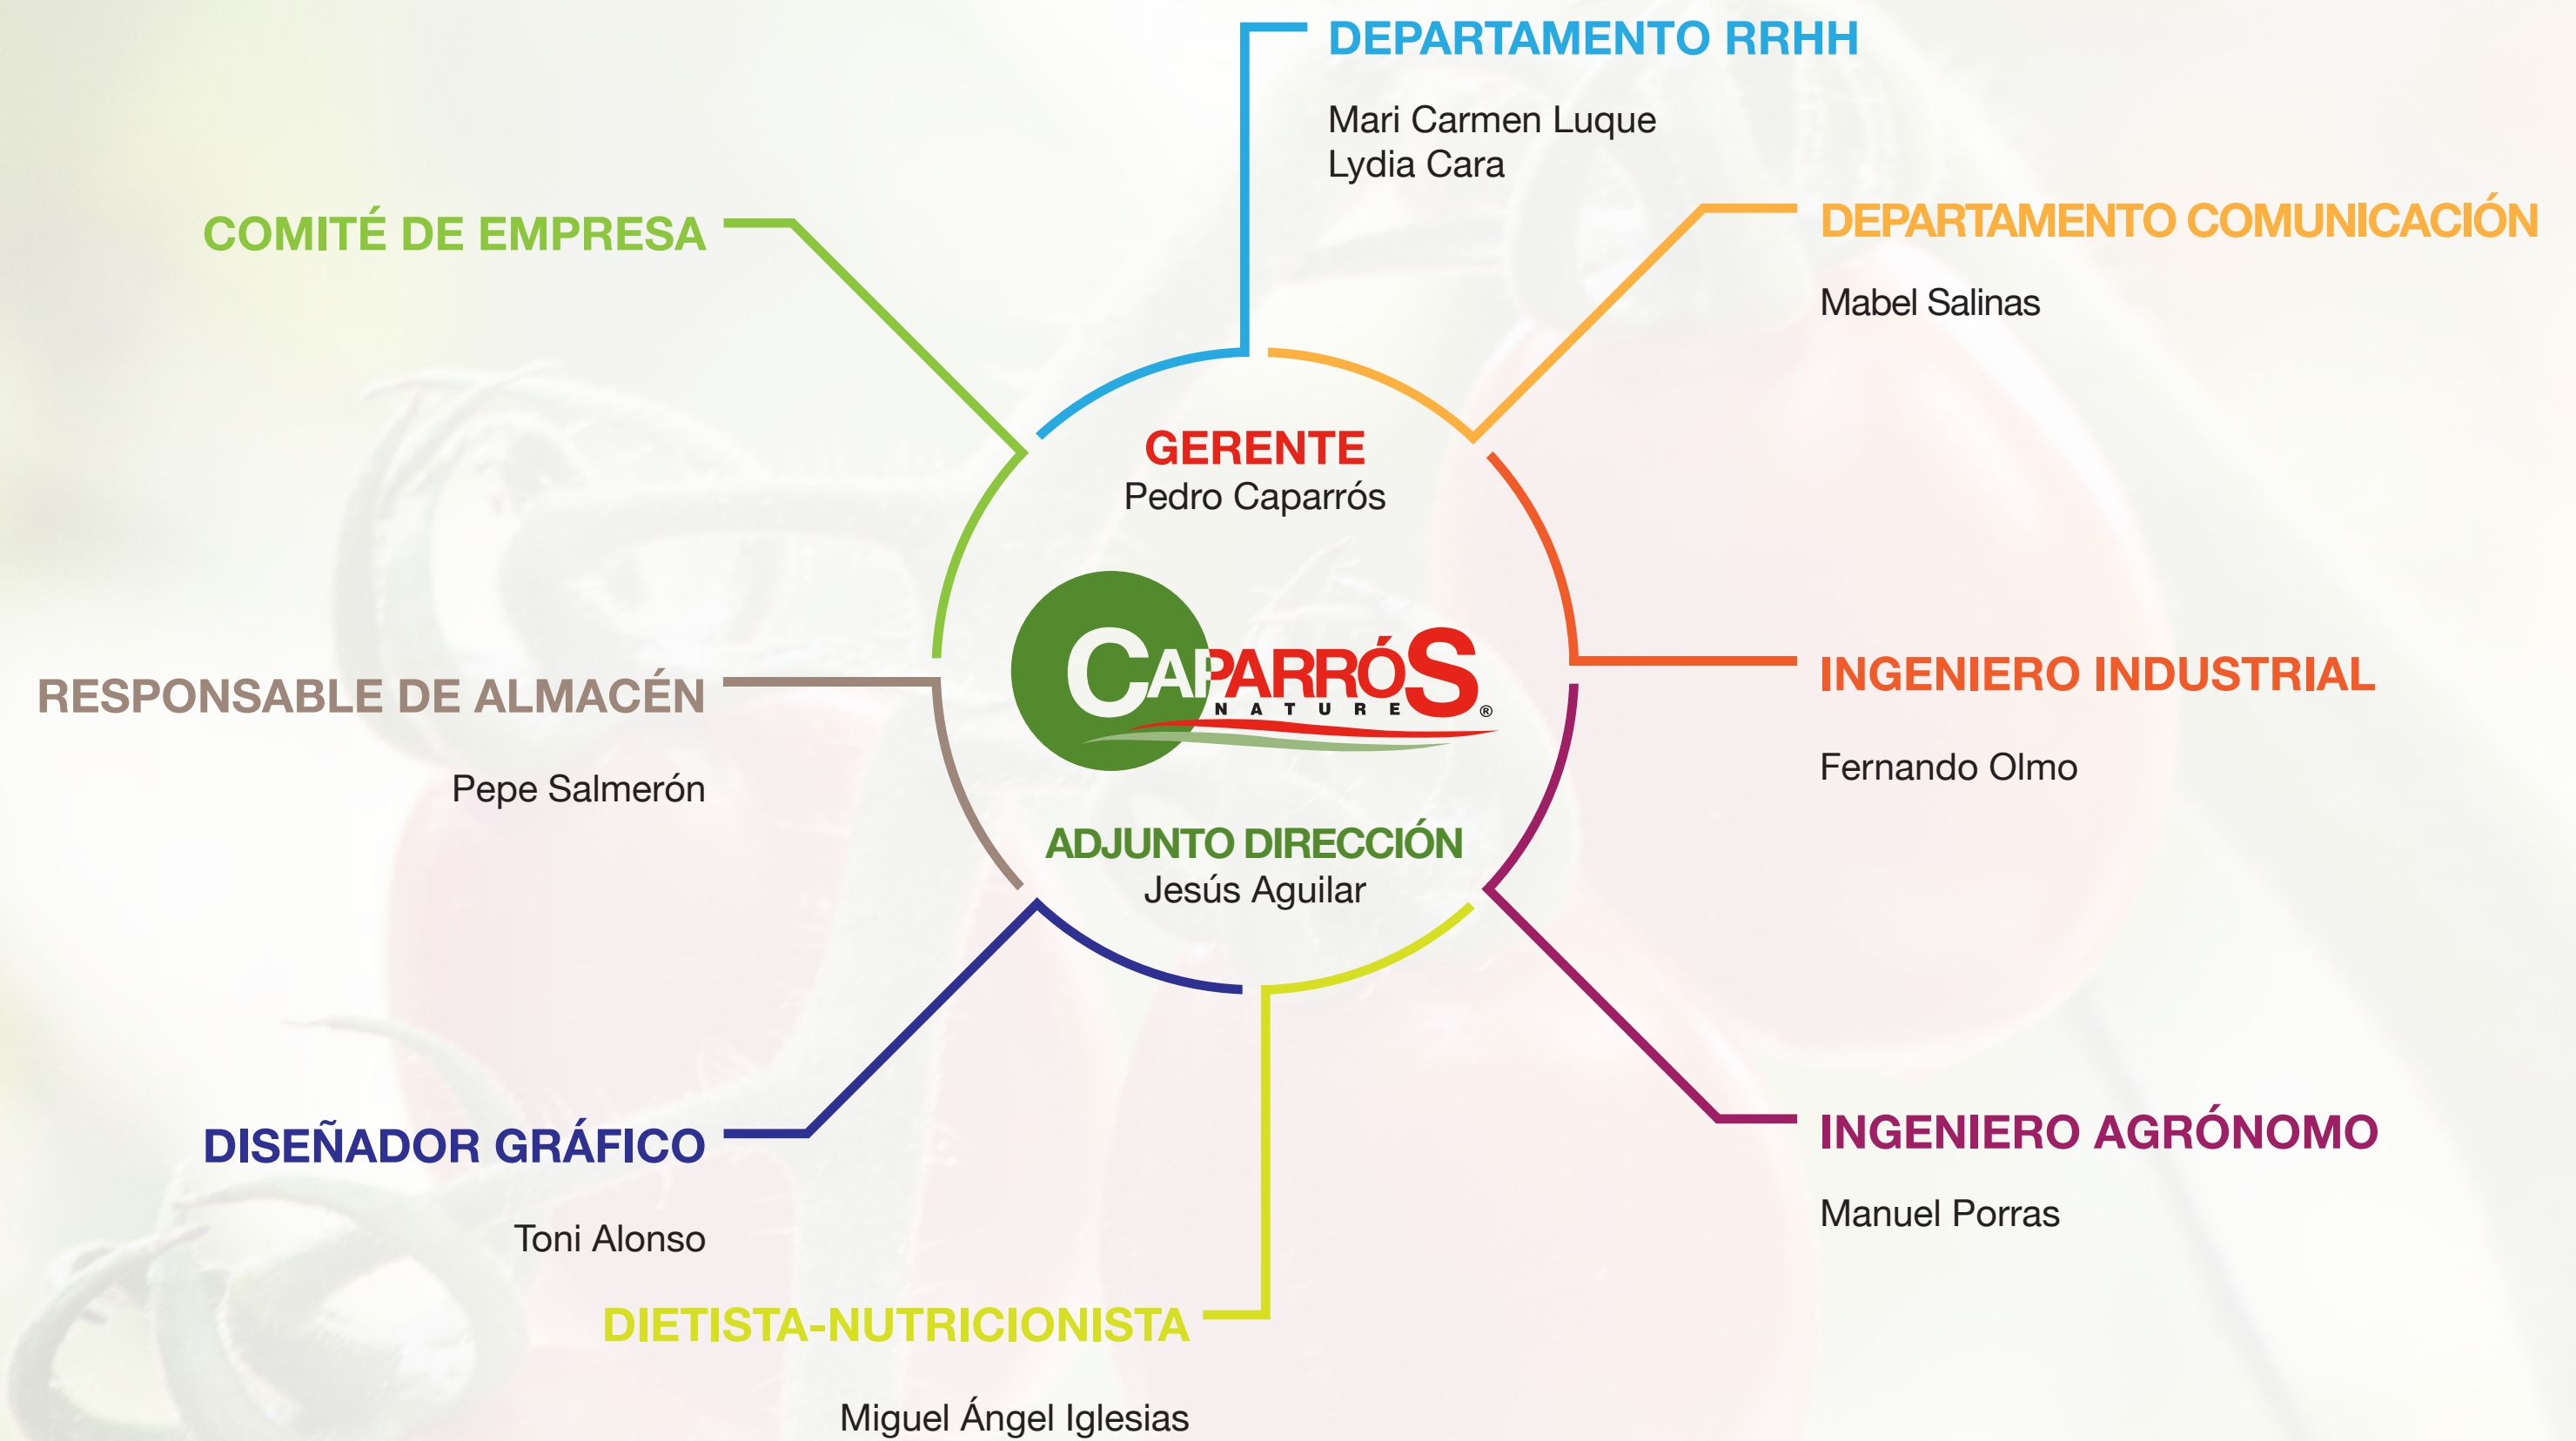 DEPARTAMENTO RRHH
Mari Carmen Luque
Lydia Cara
DEPARTAMENTO COMUNICACIÓN
Mabel Salinas
COMITÉ DE EMPRESA
GERENTE
Pedro Caparrós
CAPARRÓS
NATURE®
ADJUNTO DIRECCIÓN
Jesús Aguilar
RESPONSABLE DE ALMACÉN
Pepe Salmerón
INGENIERO INDUSTRIAL
Fernando Olmo
DISEÑADOR GRÁFICO
Toni Alonso
INGENIERO AGRÓNOMO
Manuel Porras
DIETISTA-NUTRICIONISTA
Miguel Ángel Iglesias